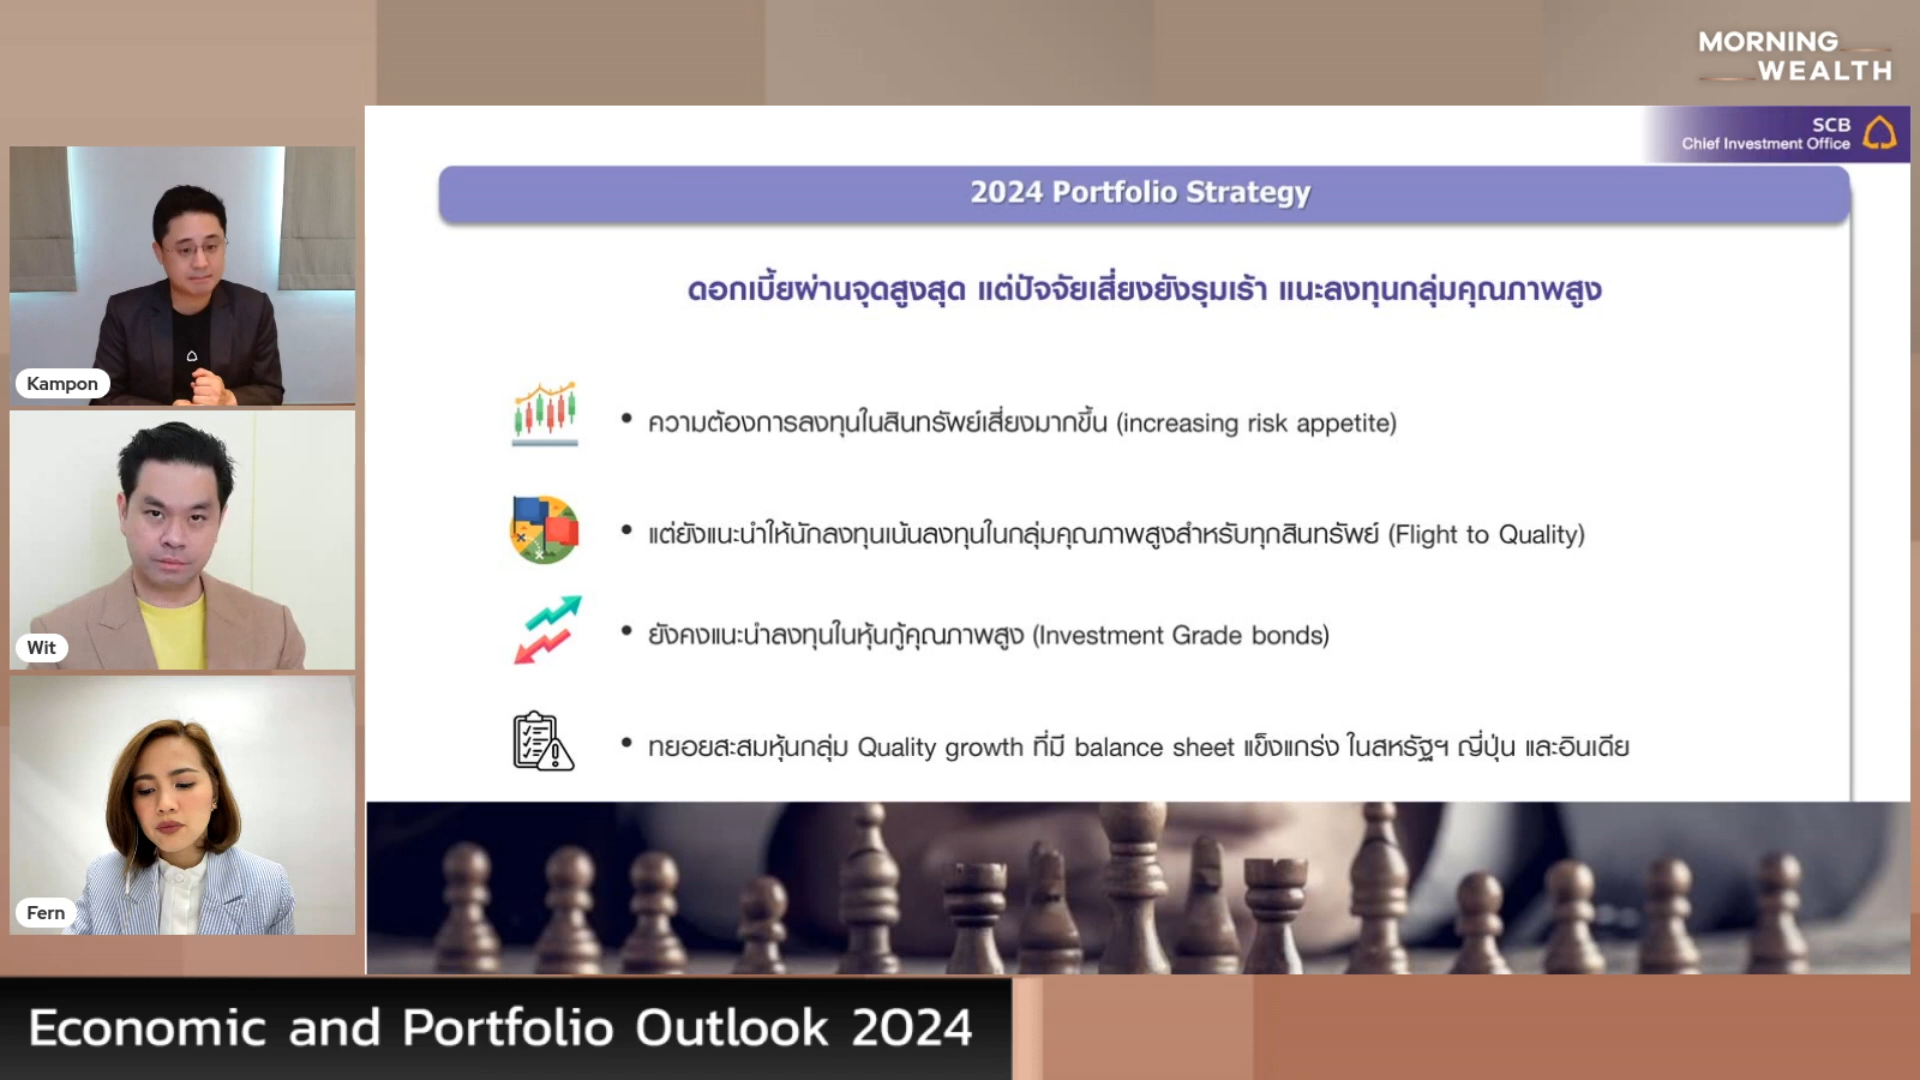 MORNING
WEALTH
SCB
Chief Investment Office
2024 Portfolio Strategy
ดอกเบี้ยผ่านจุดสูงสุด แต่ปัจจัยเสี่ยงยังรุมเร้า แนะลงทุนกลุ่มคุณภาพสูง
• ความต้องการลงทุนในสินทรัพย์เสี่ยงมากขึ้น (increasing risk appetite)
• แต่ยังแนะนำให้นักลงทุนเน้นลงทุนในกลุ่มคุณภาพสูงสำหรับทุกสินทรัพย์ (Flight to Quality)
• ยังคงแนะนำลงทุนในหุ้นกู้คุณภาพสูง (Investment Grade bonds)
• ทยอยสะสมหุ้นกลุ่ม Quality growth ที่มี balance sheet แข็งแกร่ง ในสหรัฐฯ ญี่ปุ่น และอินเดีย
Kampon
Wit
Fern
Economic and Portfolio Outlook 2024